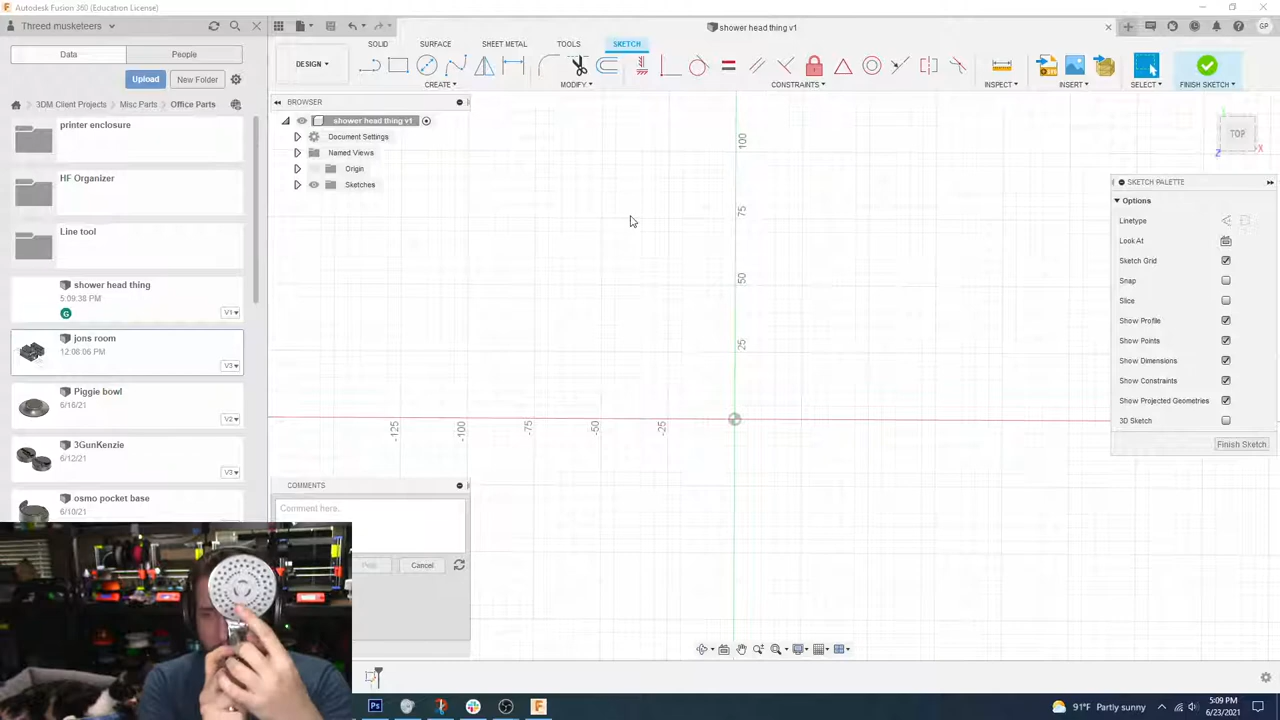 Autodesk Fusion 360 (Education License)
Threed musketeers
shower head thing v1
Data
People
Upload
New Folder
3DM Client Projects
Misc Parts
Office Parts
printer enclosure
HF Organizer
Line tool
shower head thing
5:09:38 PM
G
V1
jons room
12:08:06 PM
V3
Piggie bowl
6/16/21
V2
3GunKenzie
6/12/21
V3
osmo pocket base
6/10/21
DESIGN
SOLID
SURFACE
SHEET METAL
TOOLS
SKETCH
CREATE
MODIFY
CONSTRAINTS
INSPECT
INSERT
SELECT
FINISH SKETCH
GP
BROWSER
shower head thing v1
Document Settings
Named Views
Origin
Sketches
100
75
50
25
-125
-100
-75
-50
-25
TOP
Z
X
SKETCH PALETTE
Options
Linetype
Look At
Sketch Grid
Snap
Slice
Show Profile
Show Points
Show Dimensions
Show Constraints
Show Projected Geometries
3D Sketch
Finish Sketch
COMMENTS
Comment here.
Cancel
Ps
91°F Partly sunny
5:09 PM
6/23/2021